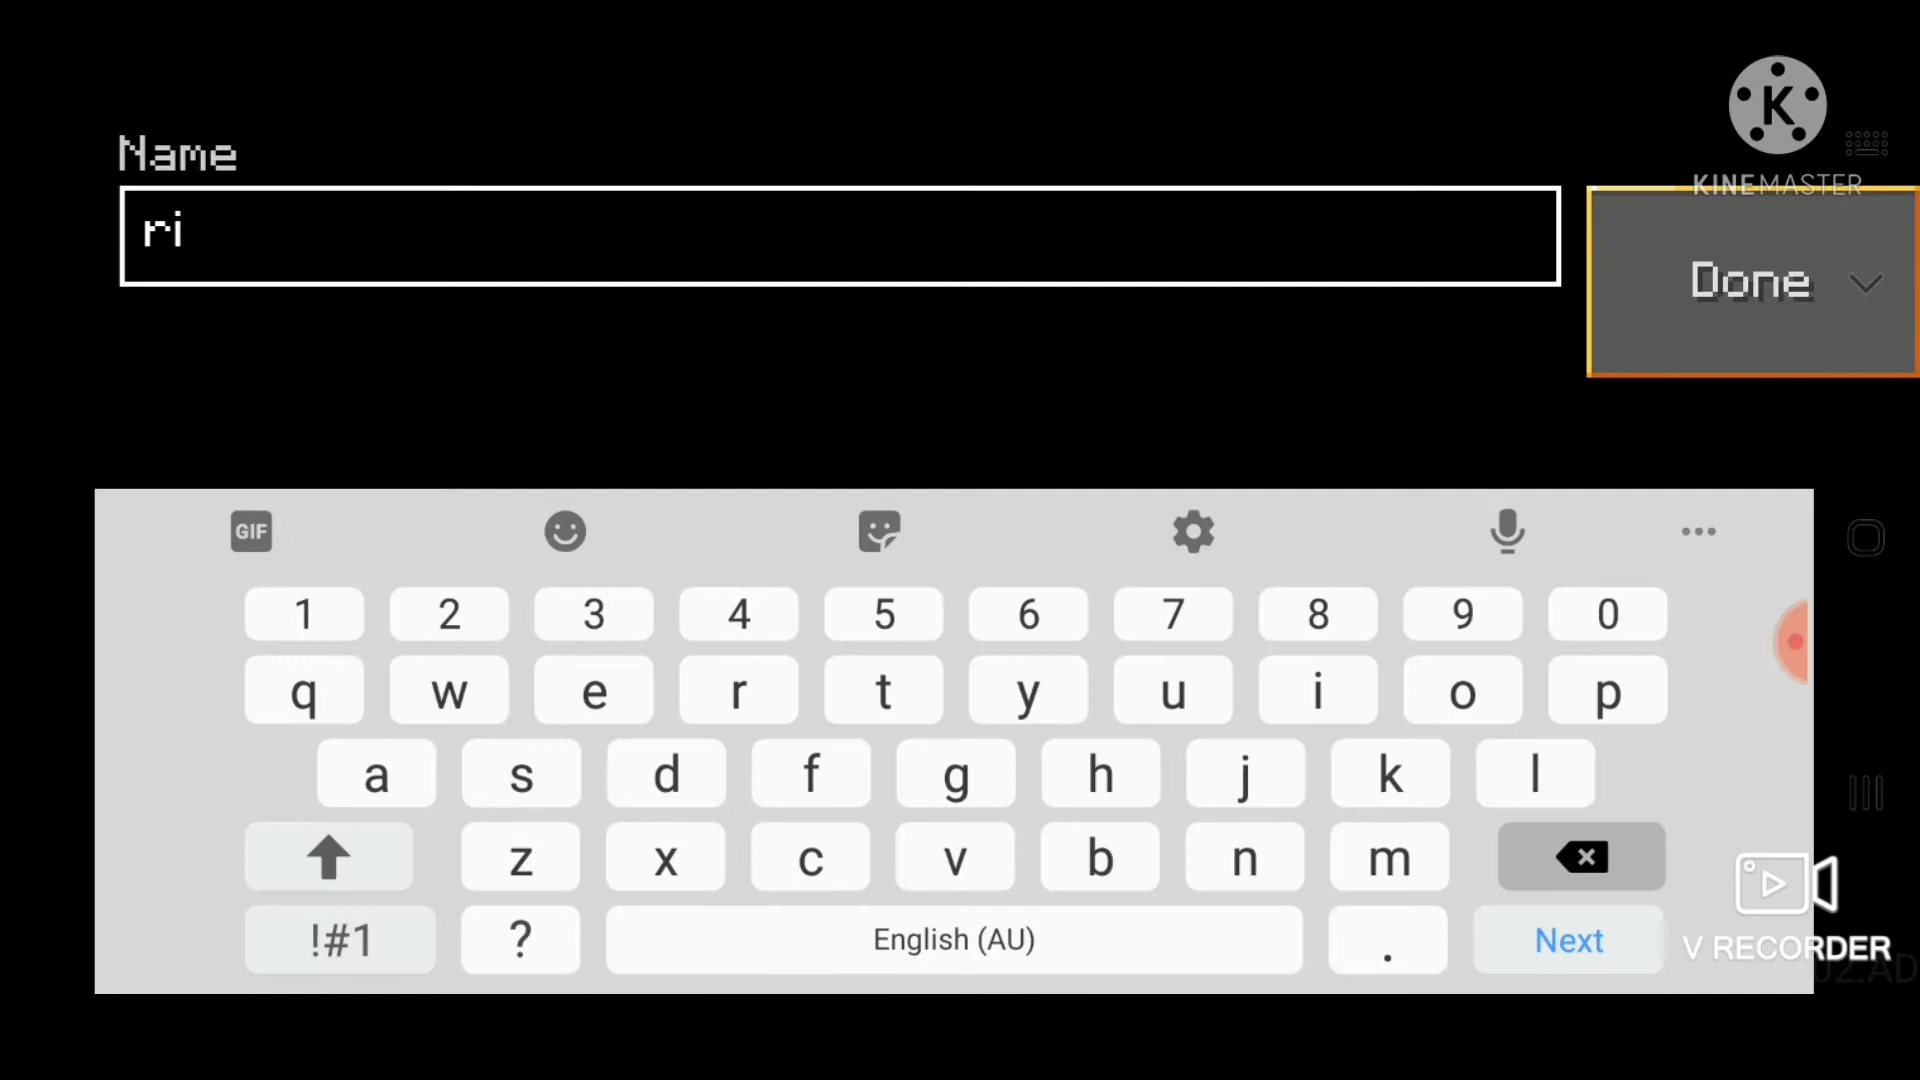 Name
KINEMASTER
ri
Done
GIF
1 2 3 4 5 6 7 8 9 0
q w e r t y u i o p
a s d f g h j k l
z x c v b n m
!#1 ? English (AU) . Next
V RECORDER